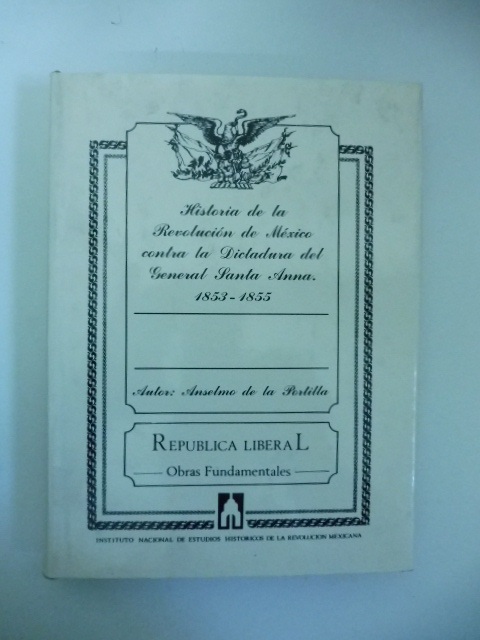 Historia de la
Revolución de México
contra la Dictadura del
General Santa Anna.
1853-1855
Autor: Anselmo de la Portilla
REPUBLICA LIBERAL
Obras Fundamentales
INSTITUTO NACIONAL DE ESTUDIOS HISTORICOS DE LA REVOLUCION MEXICANA